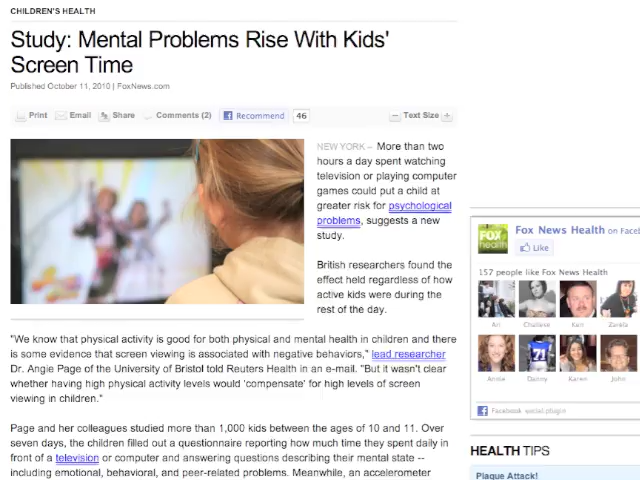 CHILDREN'S HEALTH
Study: Mental Problems Rise With Kids'
Screen Time
Published October 11, 2010 | FoxNews.com
Print Email Share Comments (2) Recommend 46 Text Size
NEW YORK – More than two
hours a day spent watching
television or playing computer
games could put a child at
greater risk for psychological
problems, suggests a new
study.
British researchers found the
effect held regardless of how
active kids were during the
rest of the day.
"We know that physical activity is good for both physical and mental health in children and there
is some evidence that screen viewing is associated with negative behaviors," lead researcher
Dr. Angie Page of the University of Bristol told Reuters Health in an e-mail. "But it wasn't clear
whether having high physical activity levels would 'compensate' for high levels of screen
viewing in children."
Page and her colleagues studied more than 1,000 kids between the ages of 10 and 11. Over
seven days, the children filled out a questionnaire reporting how much time they spent daily in
front of a television or computer and answering questions describing their mental state --
including emotional, behavioral, and peer-related problems. Meanwhile, an accelerometer
FOX
health
Fox News Health on Faceb
Like
157 people like Fox News Health
Ari Ken
Annie Danny Karen John
Facebook social plugin
HEALTH TIPS
Plaque Attack!